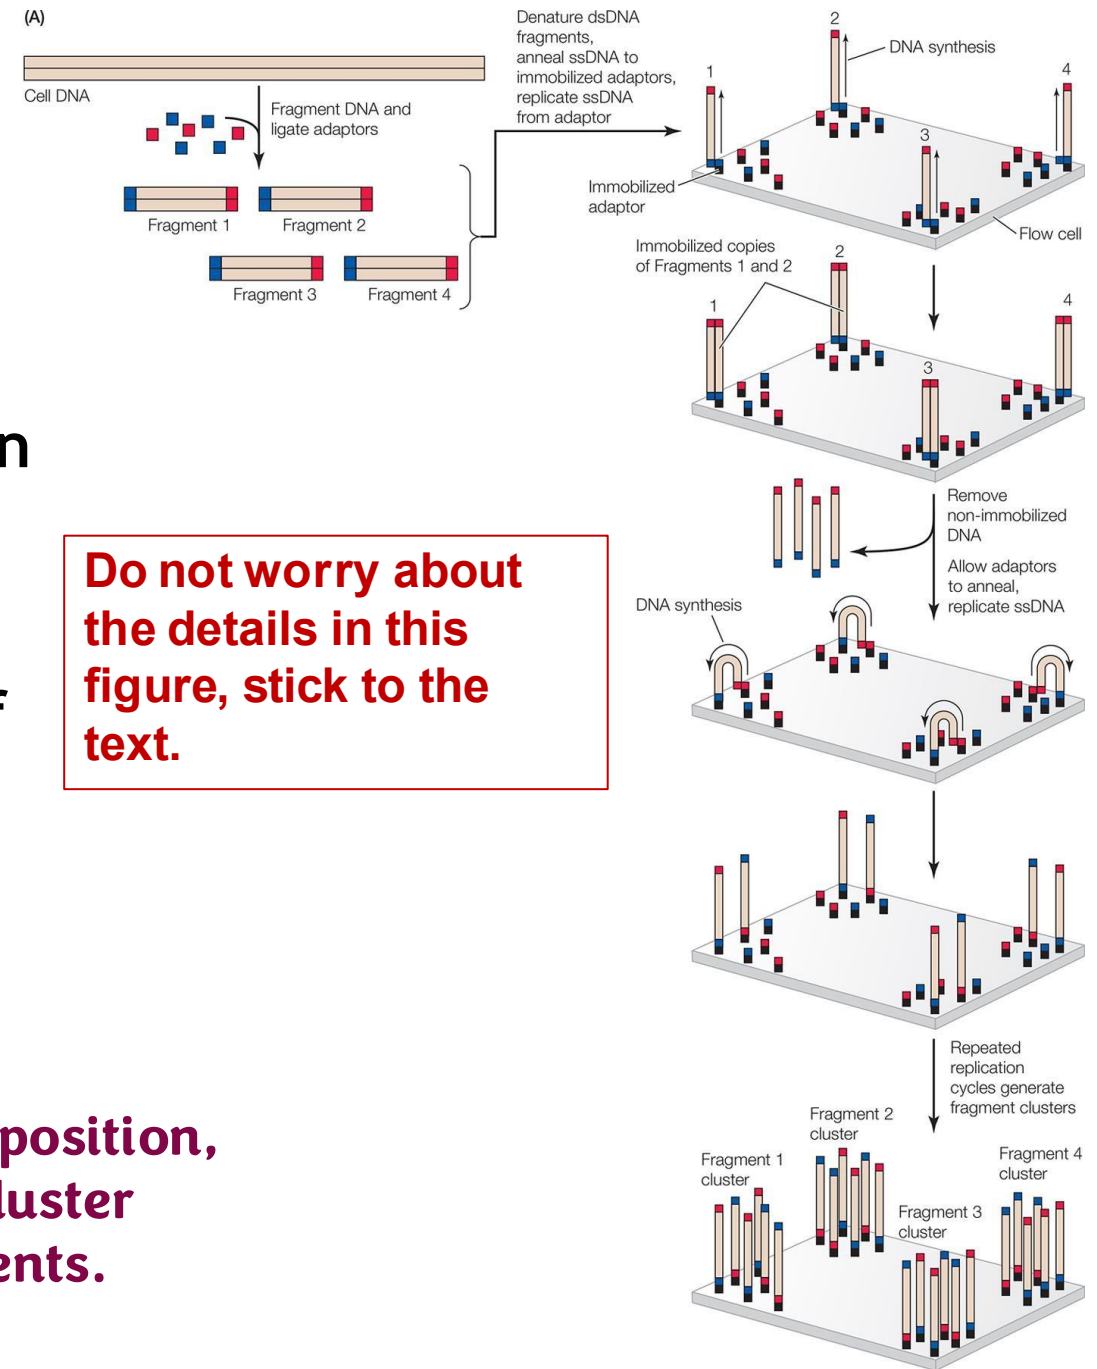 (A)
Cell DNA
Fragment DNA and
ligate adaptors
Fragment 1
Fragment 2
Fragment 3
Fragment 4
Denature dsDNA
fragments,
anneal ssDNA to
immobilized adaptors,
replicate ssDNA
from adaptor
1
2
3
4
DNA synthesis
Immobilized
adaptor
Flow cell
Immobilized copies
of Fragments 1 and 2
1
2
3
4
n
Do not worry about
the details in this
figure, stick to the
text.
Remove
non-immobilized
DNA
Allow adaptors
to anneal,
replicate ssDNA
DNA synthesis
Repeated
replication
cycles generate
fragment clusters
position,
luster
ents.
Fragment 1
cluster
Fragment 2
cluster
Fragment 3
cluster
Fragment 4
cluster